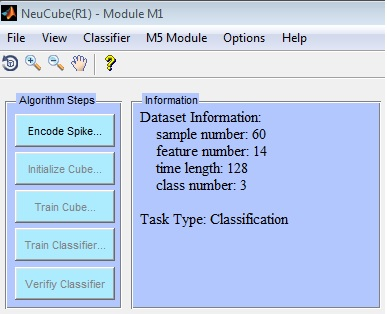 NeuCube(R1) - Module M1
File View Classifier M5 Module Options Help
Algorithm Steps
Encode Spike...
Initialize Cube...
Train Cube...
Train Classifier...
Verifiy Classifier
Information
Dataset Information:
sample number: 60
feature number: 14
time length: 128
class number: 3
Task Type: Classification